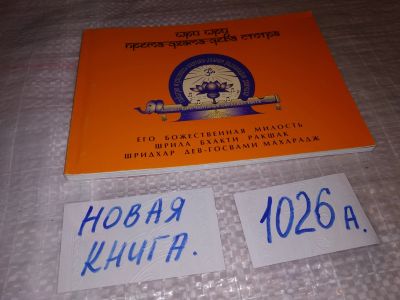 шри шри
према-дхама-дева стотра
ЕГО БОЖЕСТВЕННАЯ МИЛОСТЬ
ШРИЛА БХАКТИ РАКШАК
ШРИДХАР ДЕВ-ГОСВАМИ МАХАРАДЖ
НОВАЯ
КНИГА.
1026 А.